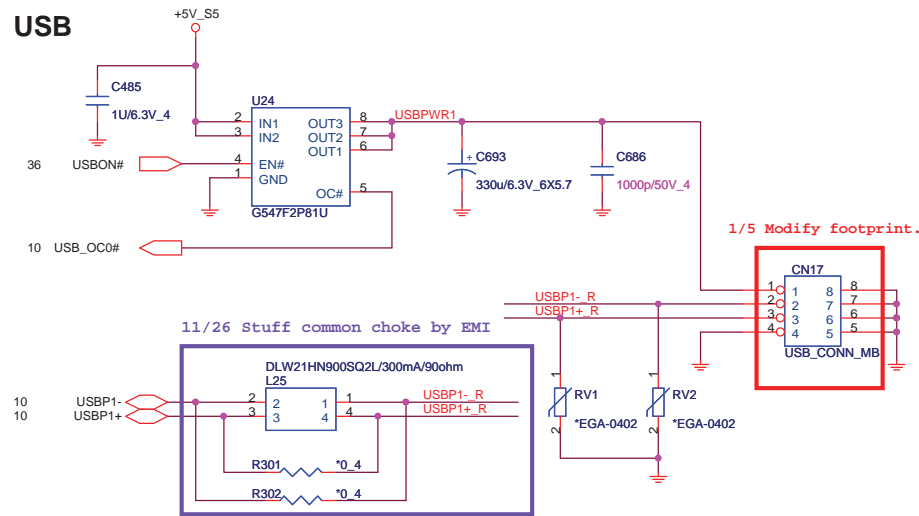 USB
+5V_S5
C485
1U/6.3V_4
U24
2 IN1 OUT3 8 USBPWR1
3 IN2 OUT2 7
OUT1 6
36 USBON# 4 EN#
1 GND
OC# 5
G547F2P81U
+ C693
330u/6.3V_6X5.7
C686
1000p/50V_4
10 USB_OC0#
1/5 Modify footprint.
CN17
1 1 8 8
USBP1-_R 2 2 7 7
USBP1+_R 3 3 6 6
4 4 5 5
USB_CONN_MB
11/26 Stuff common choke by EMI
DLW21HN900SQ2L/300mA/90ohm
L25
10 USBP1- 2 2 1 1 USBP1-_R
10 USBP1+ 3 3 4 4 USBP1+_R
R301 *0_4
R302 *0_4
1 RV1 2
*EGA-0402
1 RV2 2
*EGA-0402